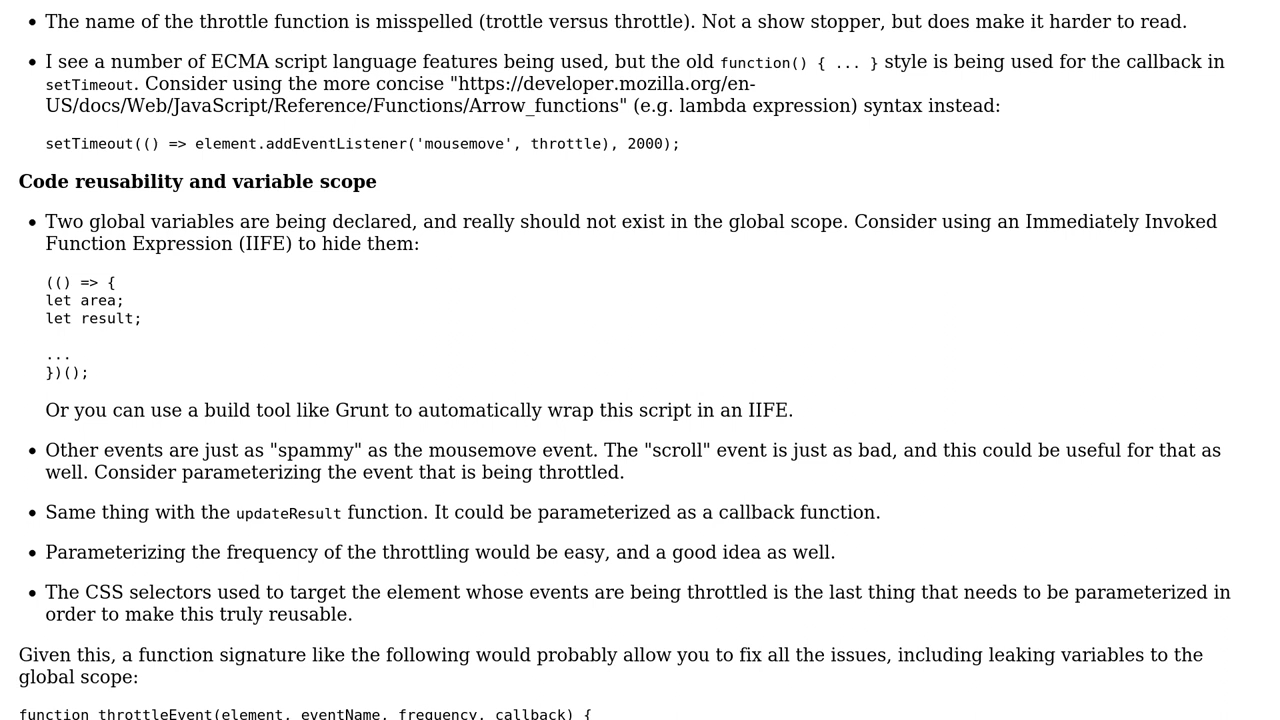 • The name of the throttle function is misspelled (trottle versus throttle). Not a show stopper, but does make it harder to read.
• I see a number of ECMA script language features being used, but the old function() { ... } style is being used for the callback in
setTimeout. Consider using the more concise "https://developer.mozilla.org/en-
US/docs/Web/JavaScript/Reference/Functions/Arrow_functions" (e.g. lambda expression) syntax instead:
setTimeout(() => element.addEventListener('mousemove', throttle), 2000);
Code reusability and variable scope
• Two global variables are being declared, and really should not exist in the global scope. Consider using an Immediately Invoked
Function Expression (IIFE) to hide them:
(() => {
let area;
let result;
...
})();
Or you can use a build tool like Grunt to automatically wrap this script in an IIFE.
• Other events are just as "spammy" as the mousemove event. The "scroll" event is just as bad, and this could be useful for that as
well. Consider parameterizing the event that is being throttled.
• Same thing with the updateResult function. It could be parameterized as a callback function.
• Parameterizing the frequency of the throttling would be easy, and a good idea as well.
• The CSS selectors used to target the element whose events are being throttled is the last thing that needs to be parameterized in
order to make this truly reusable.
Given this, a function signature like the following would probably allow you to fix all the issues, including leaking variables to the
global scope:
function throttleEvent(element, eventName, frequency, callback) {